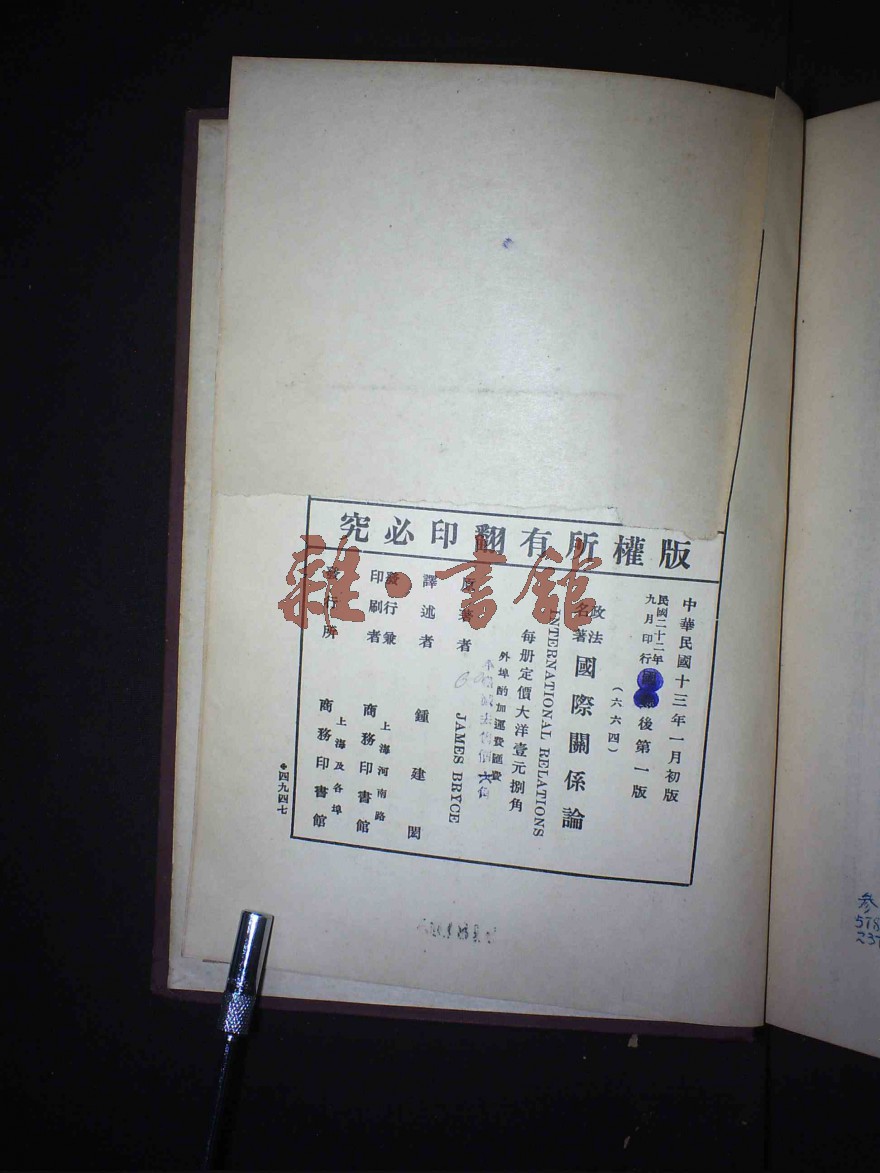 版權所有翻印必究
中華民國十三年一月初版
民國二十二年
九月印行
國
後第一版
(六六四)
政法
名著
國際關係論
INTERNATIONAL RELATIONS
每册定價大洋壹元捌角
外埠酌加運費匯費
原著者 JAMES BRYCE
譯述者 鍾建閎
發行兼
印刷者
上海河南路
商務印書館
發行所
上海及各埠
商務印書館
四九四七
雜·書館
参
578
237